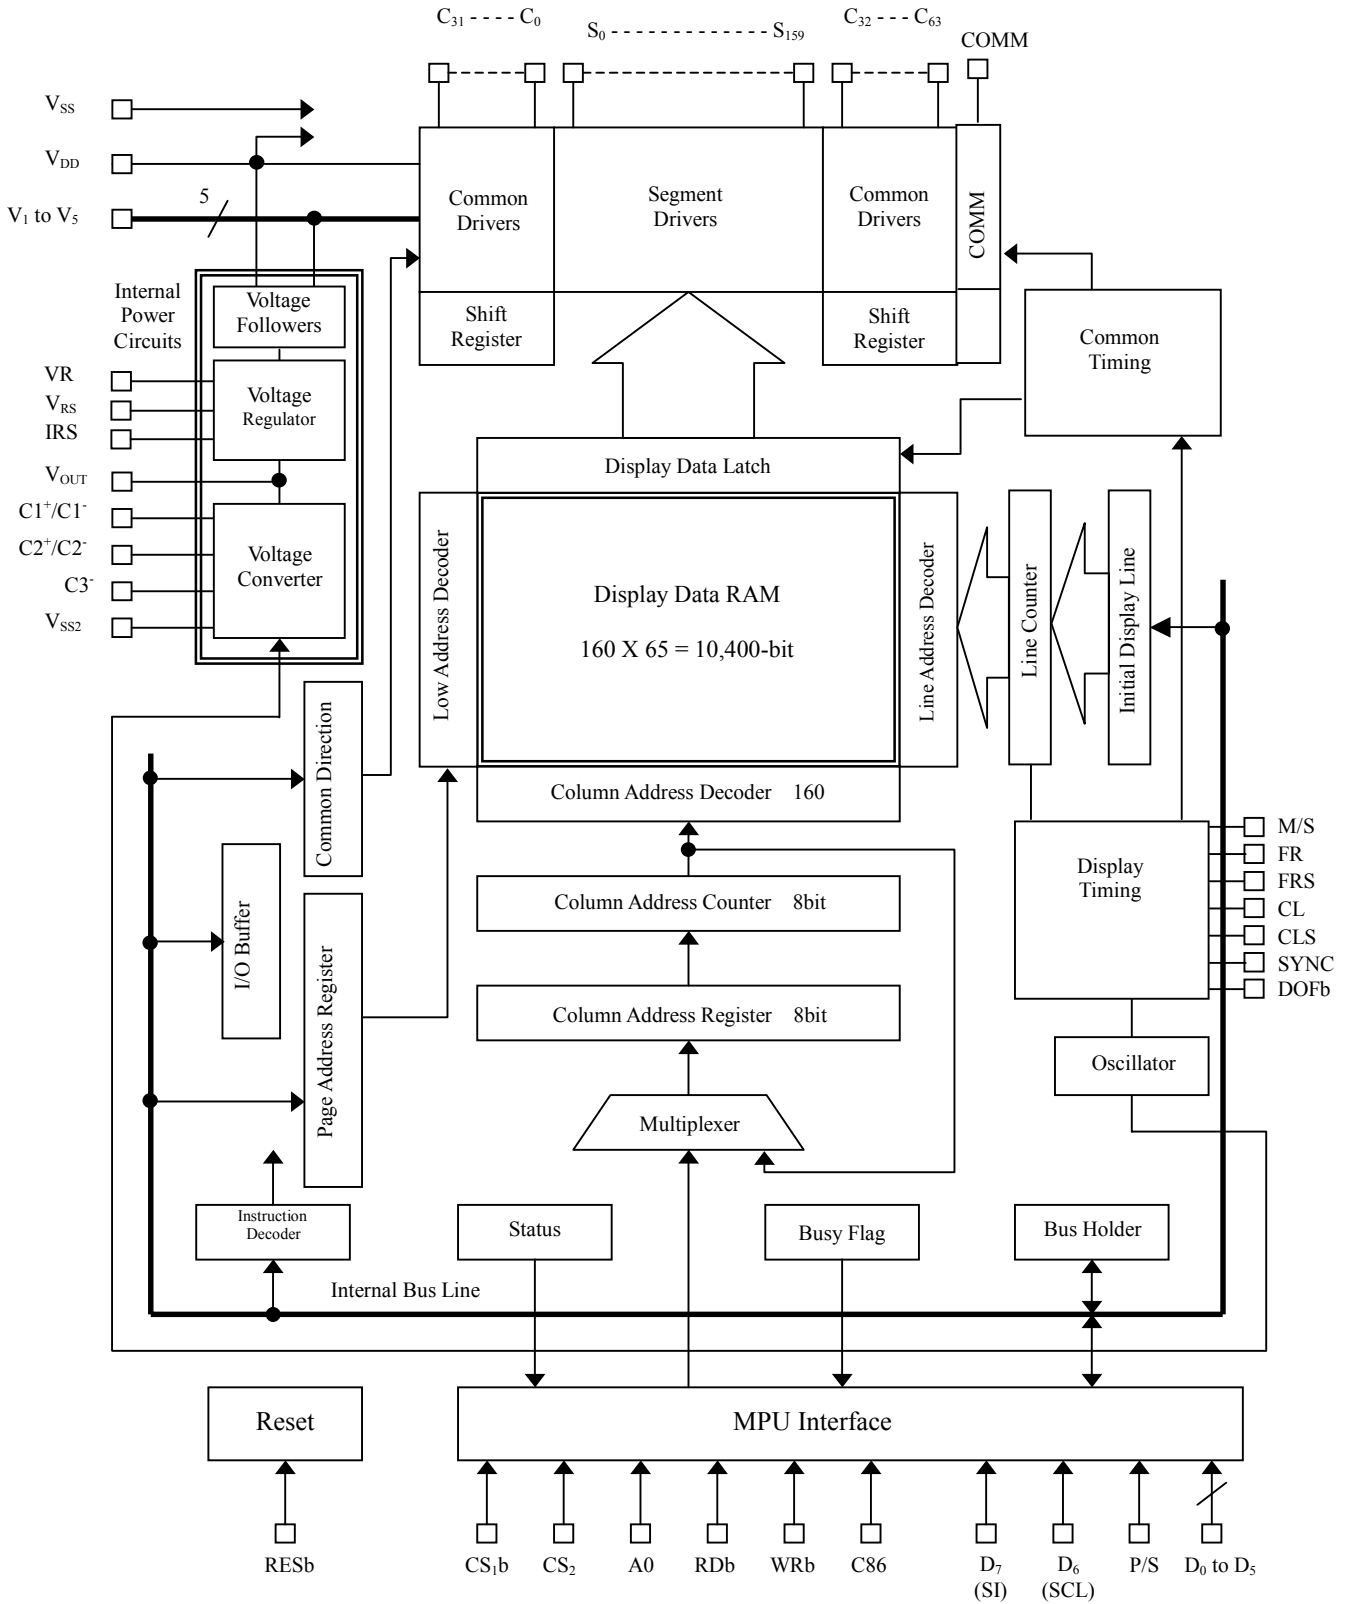 C31 - - - - C0
S0 - - - - - - - - - - - - - S159
C32 - - - C63
COMM
VSS
VDD
V1 to V5
5
Common
Drivers
Segment
Drivers
Common
Drivers
COMM
Shift
Register
Shift
Register
Common
Timing
Internal
Power
Circuits
Voltage
Followers
VR
VRS
IRS
Voltage
Regulator
VOUT
C1+/C1-
C2+/C2-
C3-
VSS2
Voltage
Converter
Display Data Latch
Low Address Decoder
Display Data RAM
160 X 65 = 10,400-bit
Line Address Decoder
Line Counter
Initial Display Line
Column Address Decoder 160
Common Direction
Column Address Counter 8bit
I/O Buffer
Page Address Register
Column Address Register 8bit
Multiplexer
Display
Timing
M/S
FR
FRS
CL
CLS
SYNC
DOFb
Oscillator
Instruction
Decoder
Status
Busy Flag
Bus Holder
Internal Bus Line
Reset
MPU Interface
RESb
CS1b
CS2
A0
RDb
WRb
C86
D7
(SI)
D6
(SCL)
P/S
D0 to D5